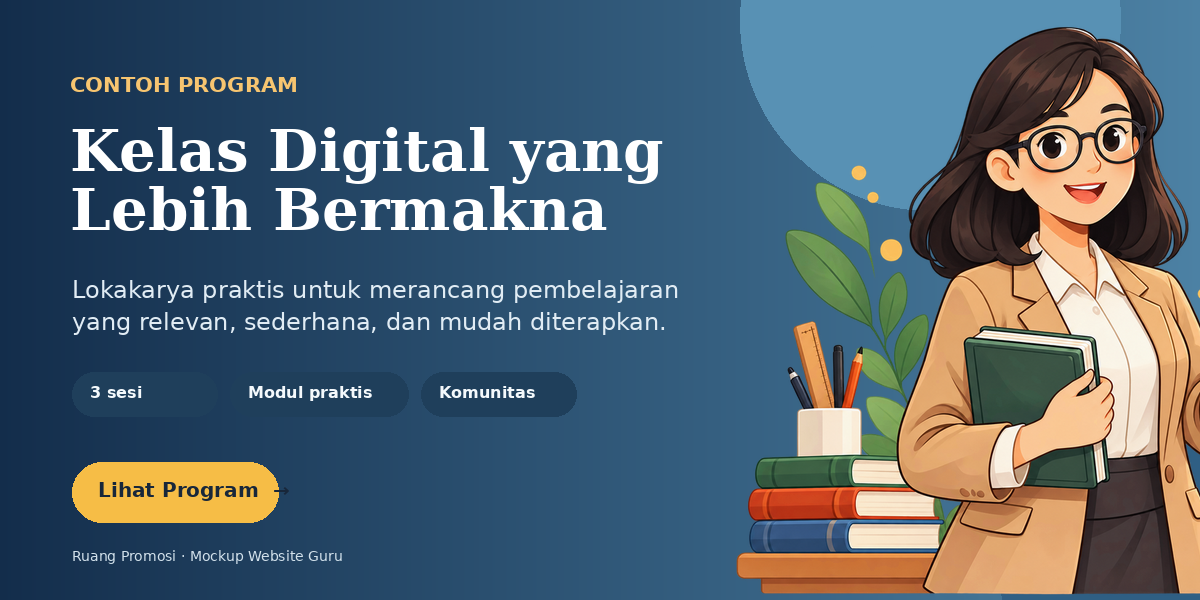 CONTOH PROGRAM
Kelas Digital yang
Lebih Bermakna
Lokakarya praktis untuk merancang pembelajaran
yang relevan, sederhana, dan mudah diterapkan.
3 sesi
Modul praktis
Komunitas
Lihat Program →
Ruang Promosi · Mockup Website Guru